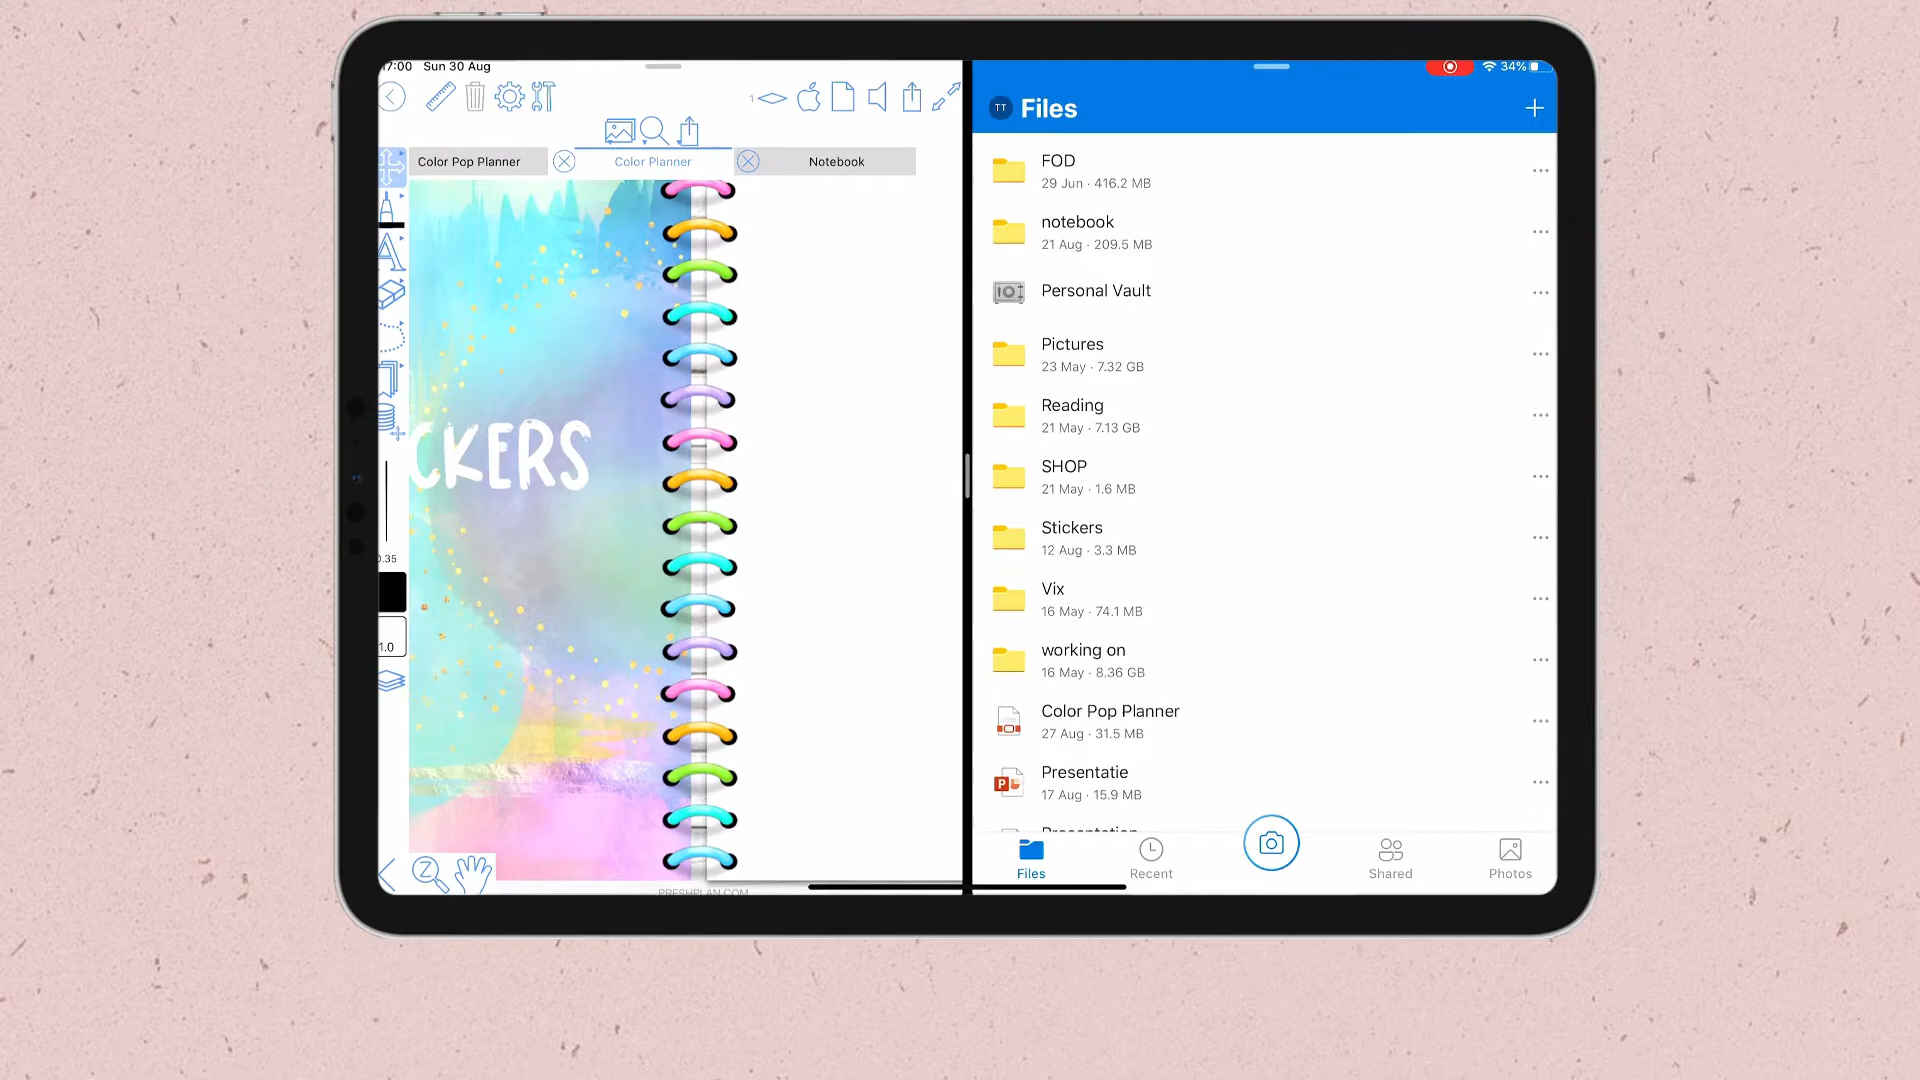 17:00 Sun 30 Aug
34%
1
Color Pop Planner
Color Planner
Notebook
CKERS
0.35
1.0
Z
PRESHPLAN.COM
TT
Files
FOD
29 Jun · 416.2 MB
notebook
21 Aug · 209.5 MB
Personal Vault
Pictures
23 May · 7.32 GB
Reading
21 May · 7.13 GB
SHOP
21 May · 1.6 MB
Stickers
12 Aug · 3.3 MB
Vix
16 May · 74.1 MB
working on
16 May · 8.36 GB
Color Pop Planner
27 Aug · 31.5 MB
Presentatie
17 Aug · 15.9 MB
Files
Recent
Shared
Photos